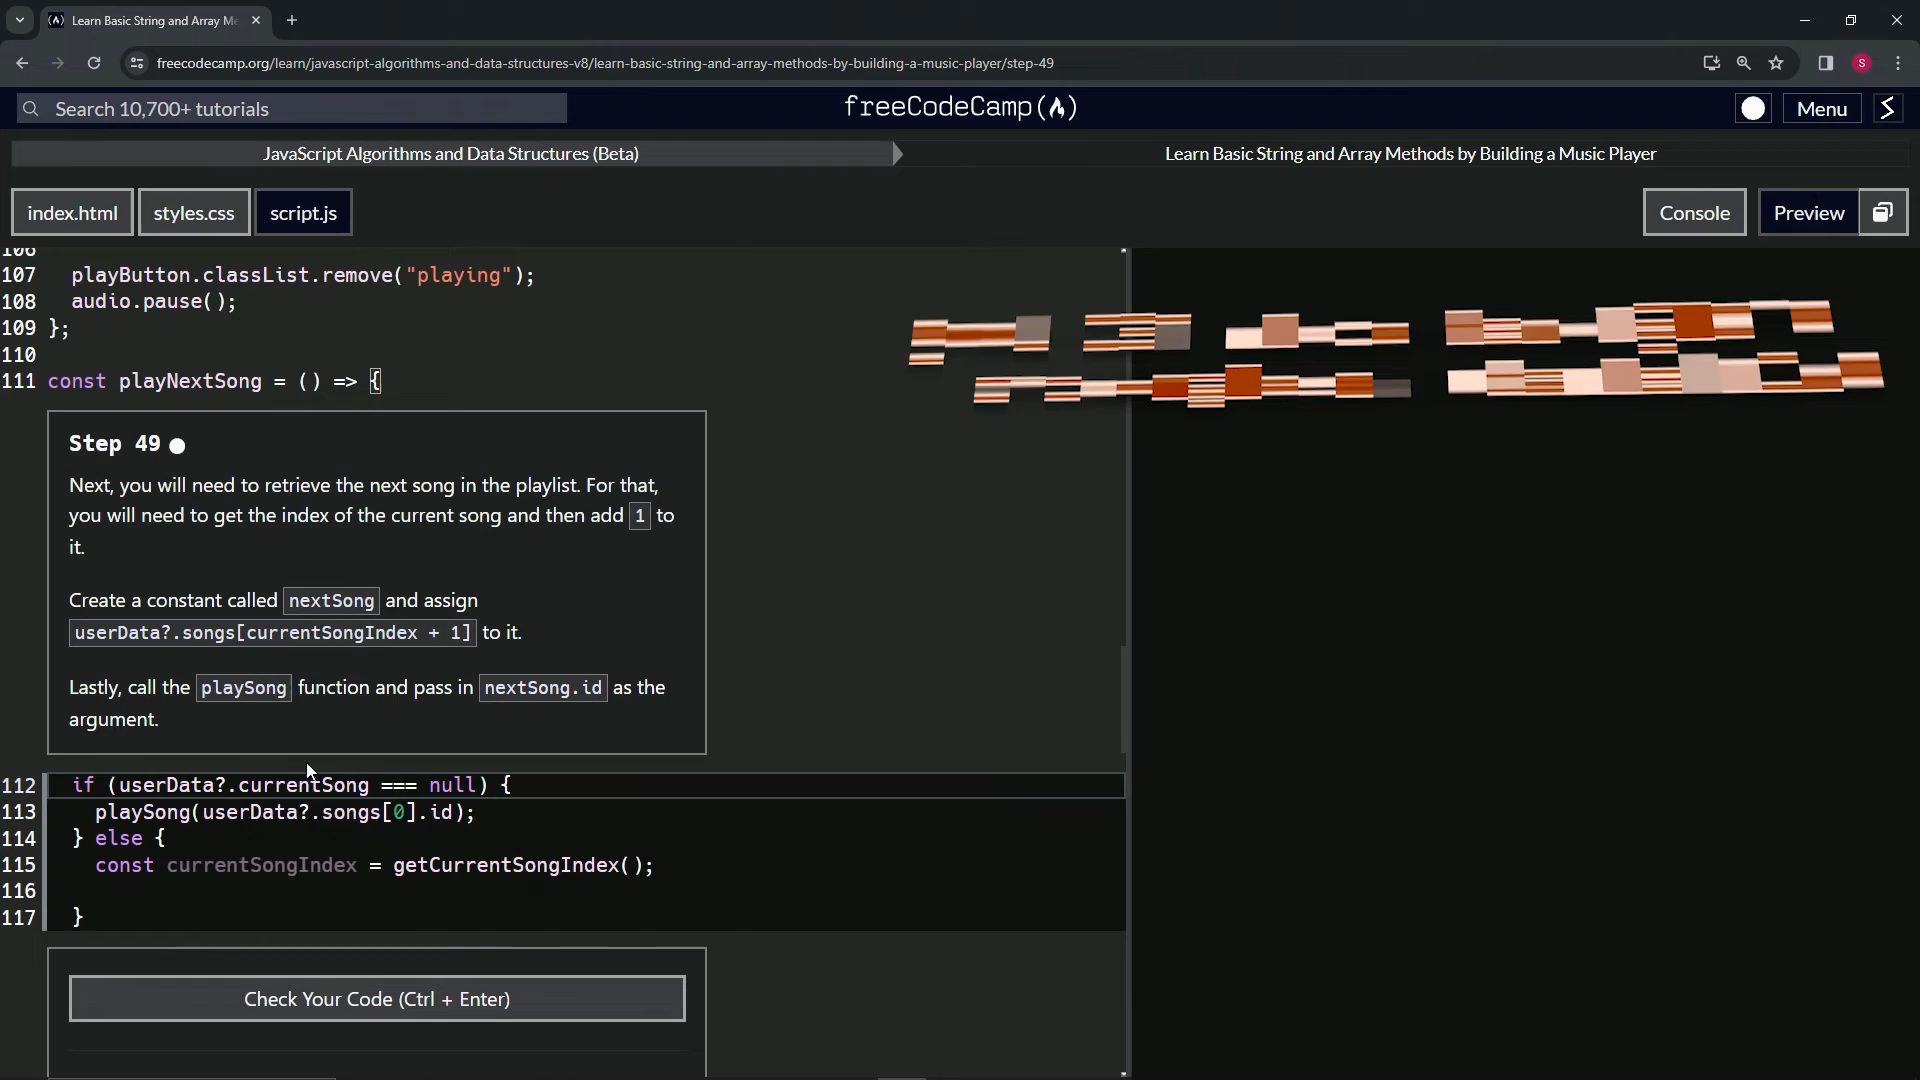 Learn Basic String and Array Me
freecodecamp.org/learn/javascript-algorithms-and-data-structures-v8/learn-basic-string-and-array-methods-by-building-a-music-player/step-49
S
Search 10,700+ tutorials
freeCodeCamp
Menu
JavaScript Algorithms and Data Structures (Beta)
Learn Basic String and Array Methods by Building a Music Player
index.html
styles.css
script.js
Console
Preview
106
107 playButton.classList.remove("playing");
108 audio.pause();
109 };
110
111 const playNextSong = () => {
Step 49
Next, you will need to retrieve the next song in the playlist. For that,
you will need to get the index of the current song and then add 1 to
it.
Create a constant called nextSong and assign
userData?.songs[currentSongIndex + 1] to it.
Lastly, call the playSong function and pass in nextSong.id as the
argument.
112 if (userData?.currentSong === null) {
113 playSong(userData?.songs[0].id);
114 } else {
115 const currentSongIndex = getCurrentSongIndex();
116
117 }
Check Your Code (Ctrl + Enter)